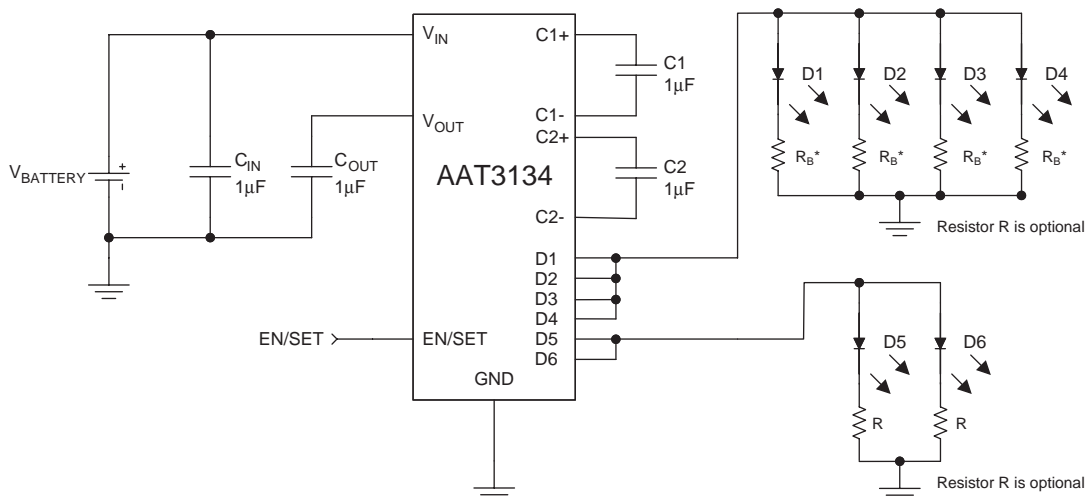 V_IN
C1+
C1
1µF
C1-
V_OUT
C2+
C2
1µF
C2-
V_BATTERY
+
-
C_IN
1µF
C_OUT
1µF
AAT3134
D1
D2
D3
D4
D5
D6
EN/SET
EN/SET
GND
D1
D2
D3
D4
R_B*
R_B*
R_B*
R_B*
Resistor R is optional
D5
D6
R
R
Resistor R is optional